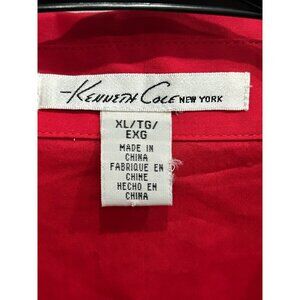 Kenneth Cole NEW YORK
XL/TG/
EXG
MADE IN
CHINA
FABRIQUE EN
CHINE
HECHO EN
CHINA